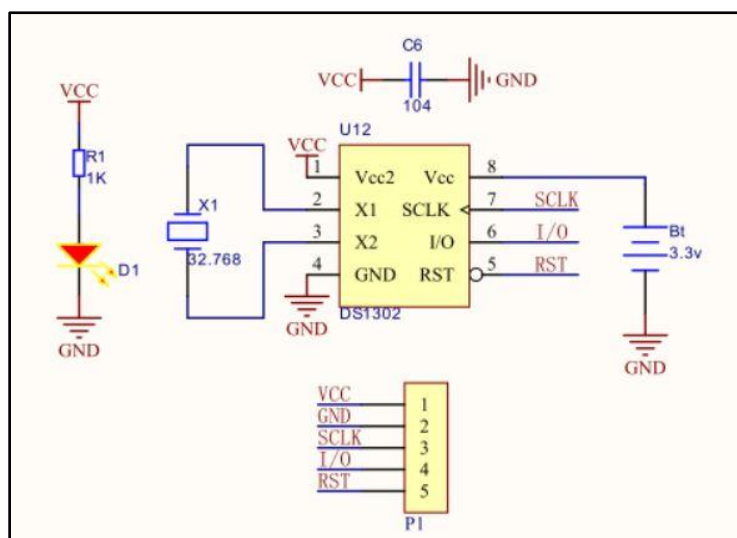 C6
VCC
GND
104
VCC
R1
1K
D1
GND
X1
32.768
U12
VCC
1
Vcc2
Vcc
8
2
X1
SCLK
7
SCLK
3
X2
I/O
6
I/O
4
GND
RST
5
RST
GND
DS1302
Bt
3.3v
GND
VCC
1
GND
2
SCLK
3
I/O
4
RST
5
P1